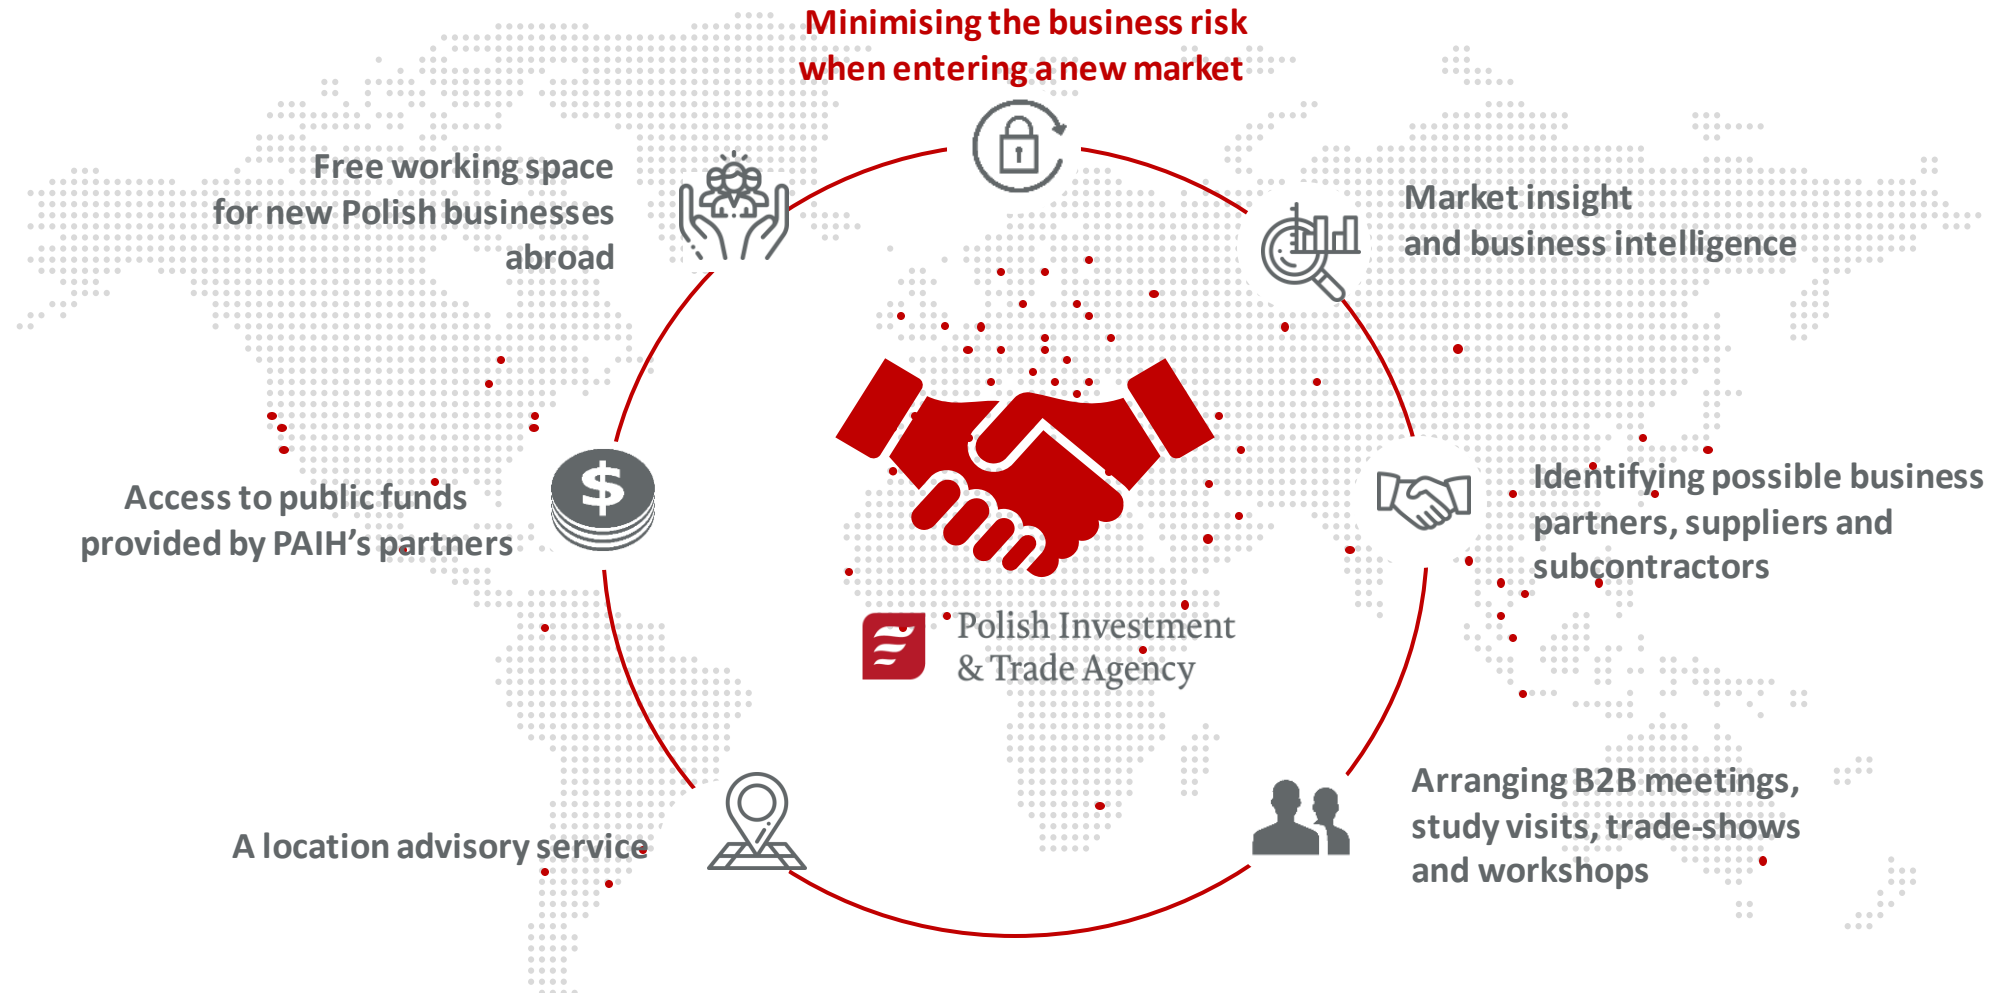 Minimising the business risk
when entering a new market
Free working space
for new Polish businesses
abroad
Market insight
and business intelligence
Access to public funds
provided by PAIH's partners
$
Identifying possible business
partners, suppliers and
subcontractors
Polish Investment
& Trade Agency
A location advisory service
Arranging B2B meetings,
study visits, trade-shows
and workshops